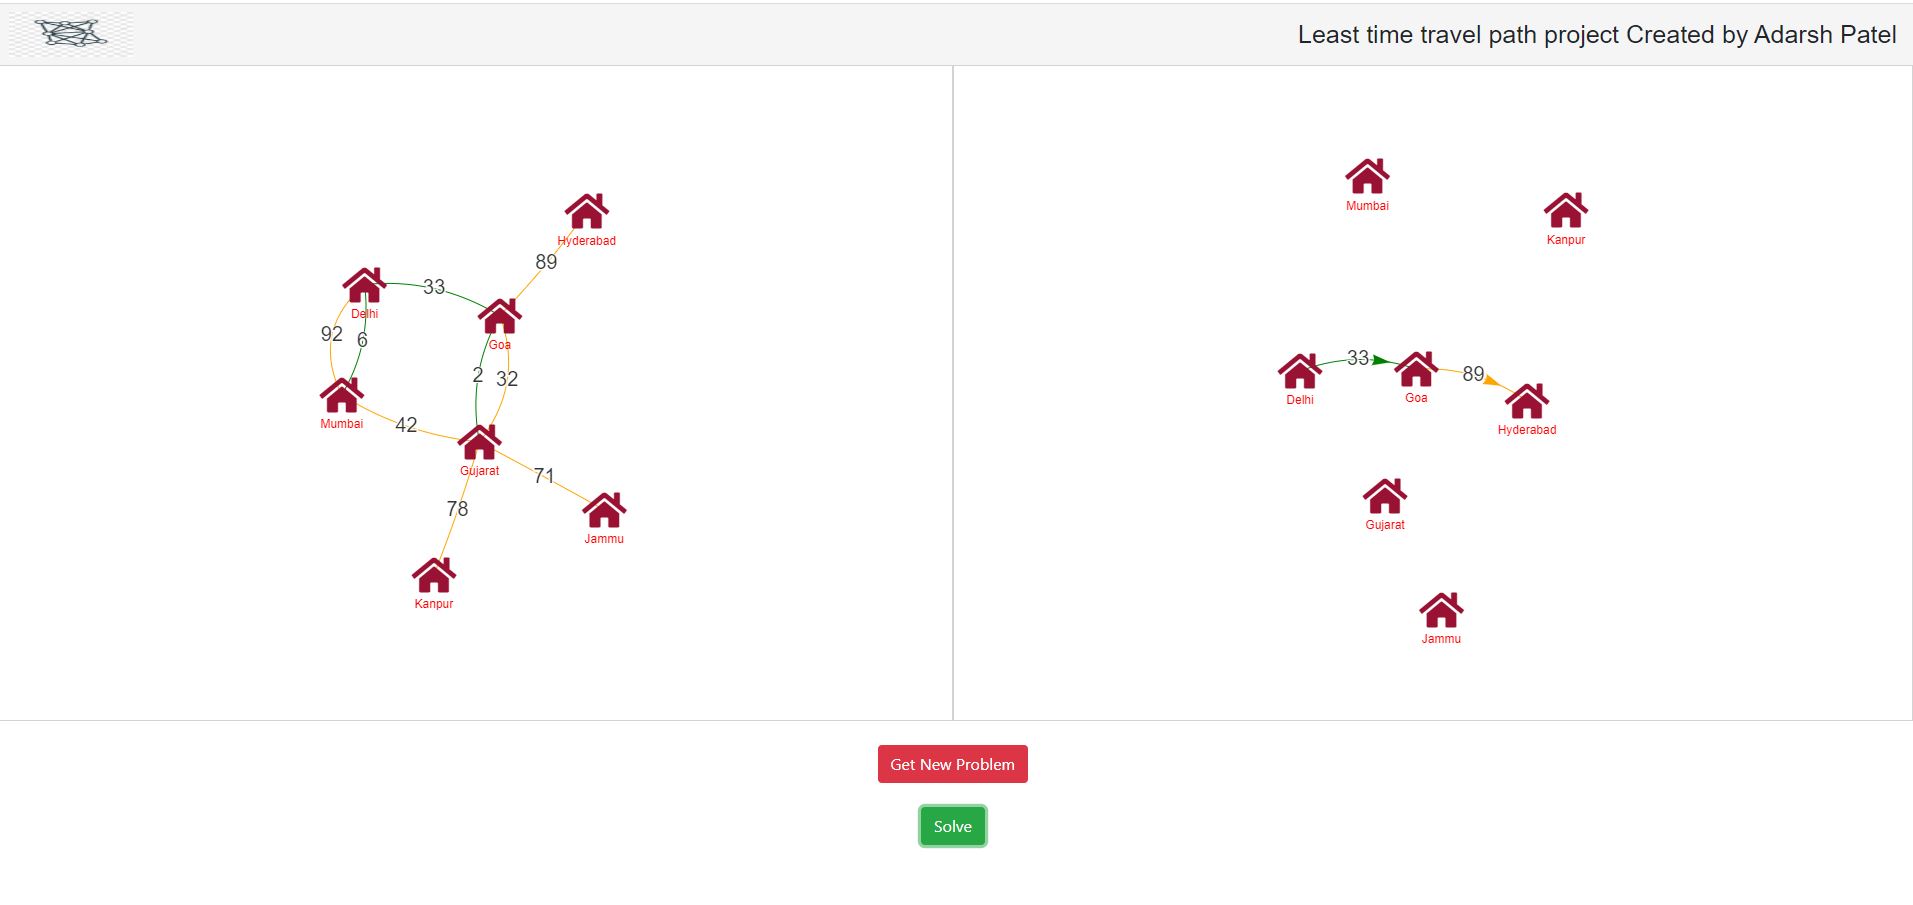 Least time travel path project Created by Adarsh Patel
Hyderabad
89
33
Delhi
Goa
92
6
2
32
Mumbai
42
Gujarat
71
78
Jammu
Kanpur
Mumbai
Kanpur
33
89
Delhi
Goa
Hyderabad
Gujarat
Jammu
Get New Problem
Solve